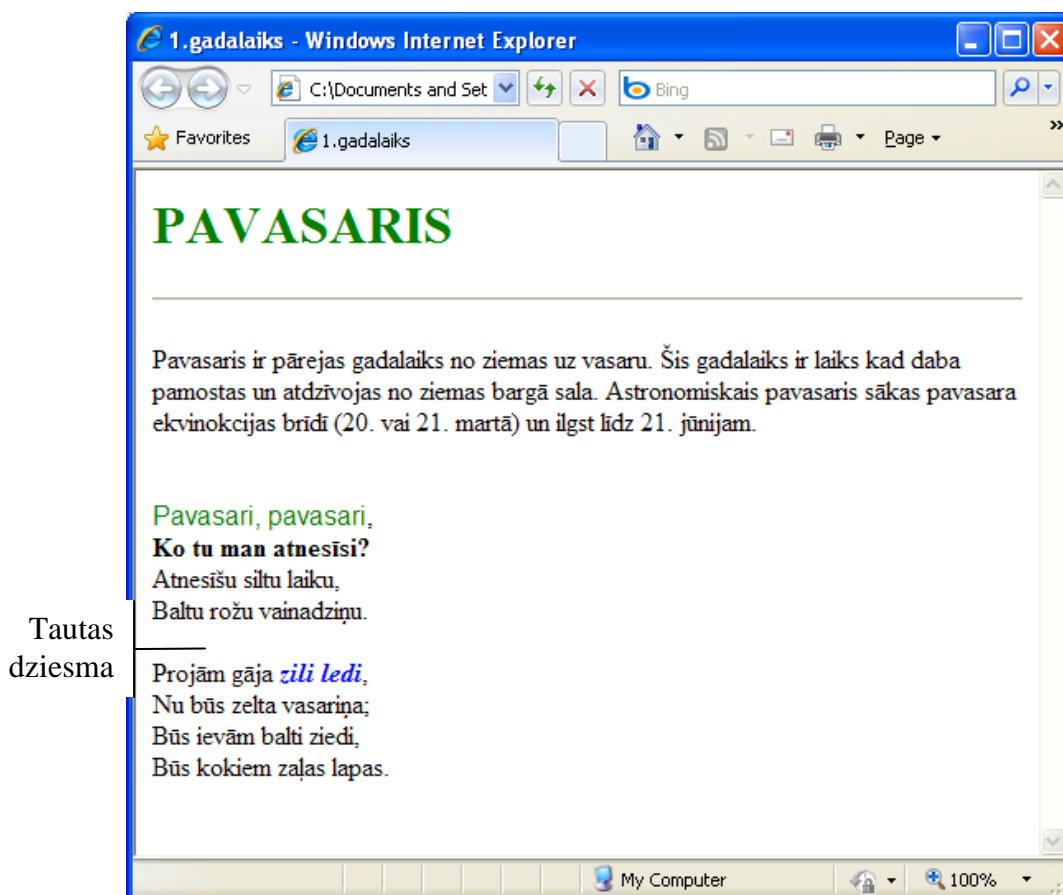 1.gadalaiks - Windows Internet Explorer
C:\Documents and Set
Bing
Favorites
1.gadalaiks
Page
»
PAVASARIS
Pavasaris ir pārejas gadalaiks no ziemas uz vasaru. Šis gadalaiks ir laiks kad daba
pamostas un atdzīvojas no ziemas bargā sala. Astronomiskais pavasaris sākas pavasara
ekvinokcijas brīdī (20. vai 21. martā) un ilgst līdz 21. jūnijam.
Pavasari, pavasari,
Ko tu man atnesīsi?
Atnesīšu siltu laiku,
Baltu rožu vainadziņu.
Tautas
dziesma
Projām gāja zili ledi,
Nu būs zelta vasariņa;
Būs ievām balti ziedi,
Būs kokiem zaļas lapas.
My Computer
100%